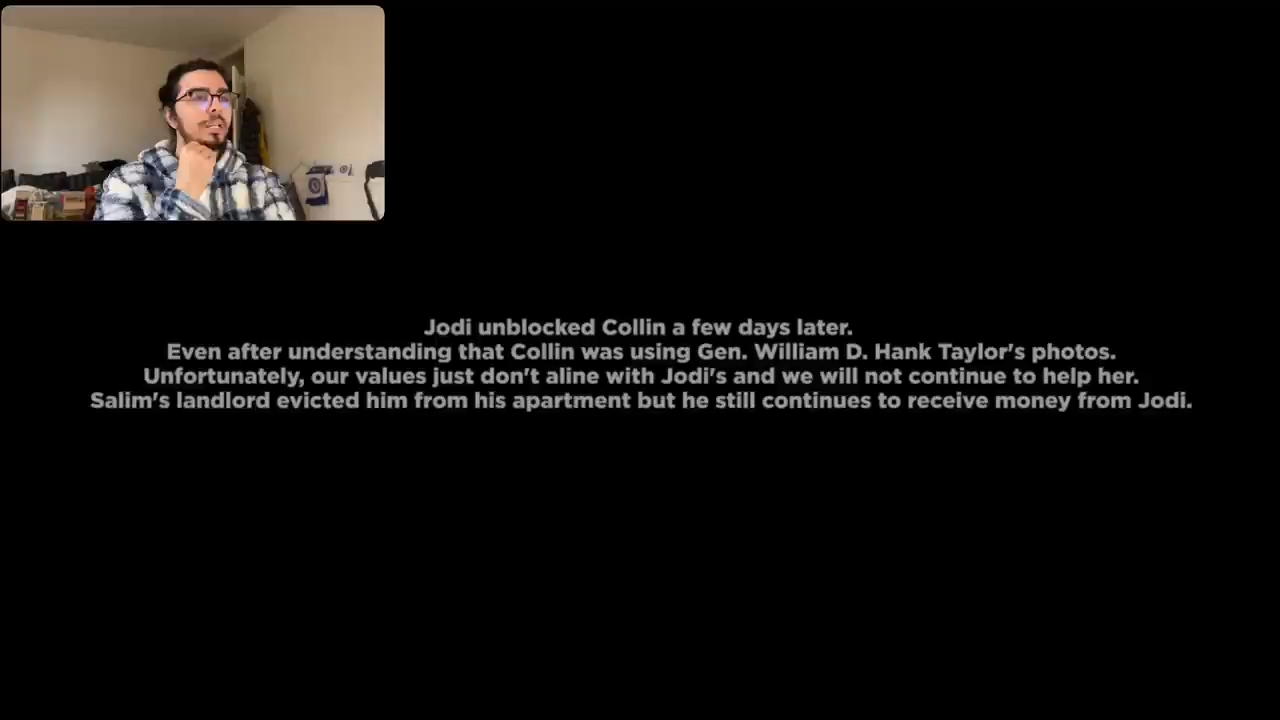 Jodi unblocked Collin a few days later.
Even after understanding that Collin was using Gen. William D. Hank Taylor's photos.
Unfortunately, our values just don't aline with Jodi's and we will not continue to help her.
Salim's landlord evicted him from his apartment but he still continues to receive money from Jodi.